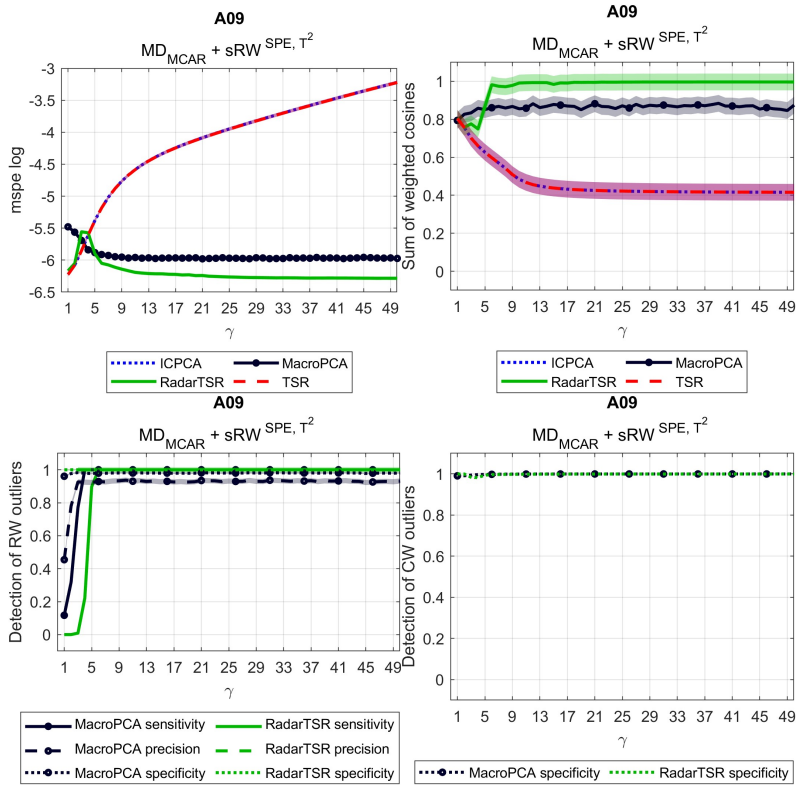 A09
MD_MCAR + sRW^SPE, T^2
mspe log
-3
-3.5
-4
-4.5
-5
-5.5
-6
-6.5
1 5 9 13 17 21 25 29 33 37 41 45 49
γ
ICPCA MacroPCA
RadarTSR TSR
A09
MD_MCAR + sRW^SPE, T^2
Sum of weighted cosines
1
0.8
0.6
0.4
0.2
0
1 5 9 13 17 21 25 29 33 37 41 45 49
γ
ICPCA MacroPCA
RadarTSR TSR
A09
MD_MCAR + sRW^SPE, T^2
Detection of RW outliers
1
0.8
0.6
0.4
0.2
0
1 5 9 13 17 21 25 29 33 37 41 45 49
γ
MacroPCA sensitivity RadarTSR sensitivity
MacroPCA precision RadarTSR precision
MacroPCA specificity RadarTSR specificity
A09
MD_MCAR + sRW^SPE, T^2
Detection of CW outliers
1
0.8
0.6
0.4
0.2
0
1 5 9 13 17 21 25 29 33 37 41 45 49
γ
MacroPCA specificity RadarTSR specificity